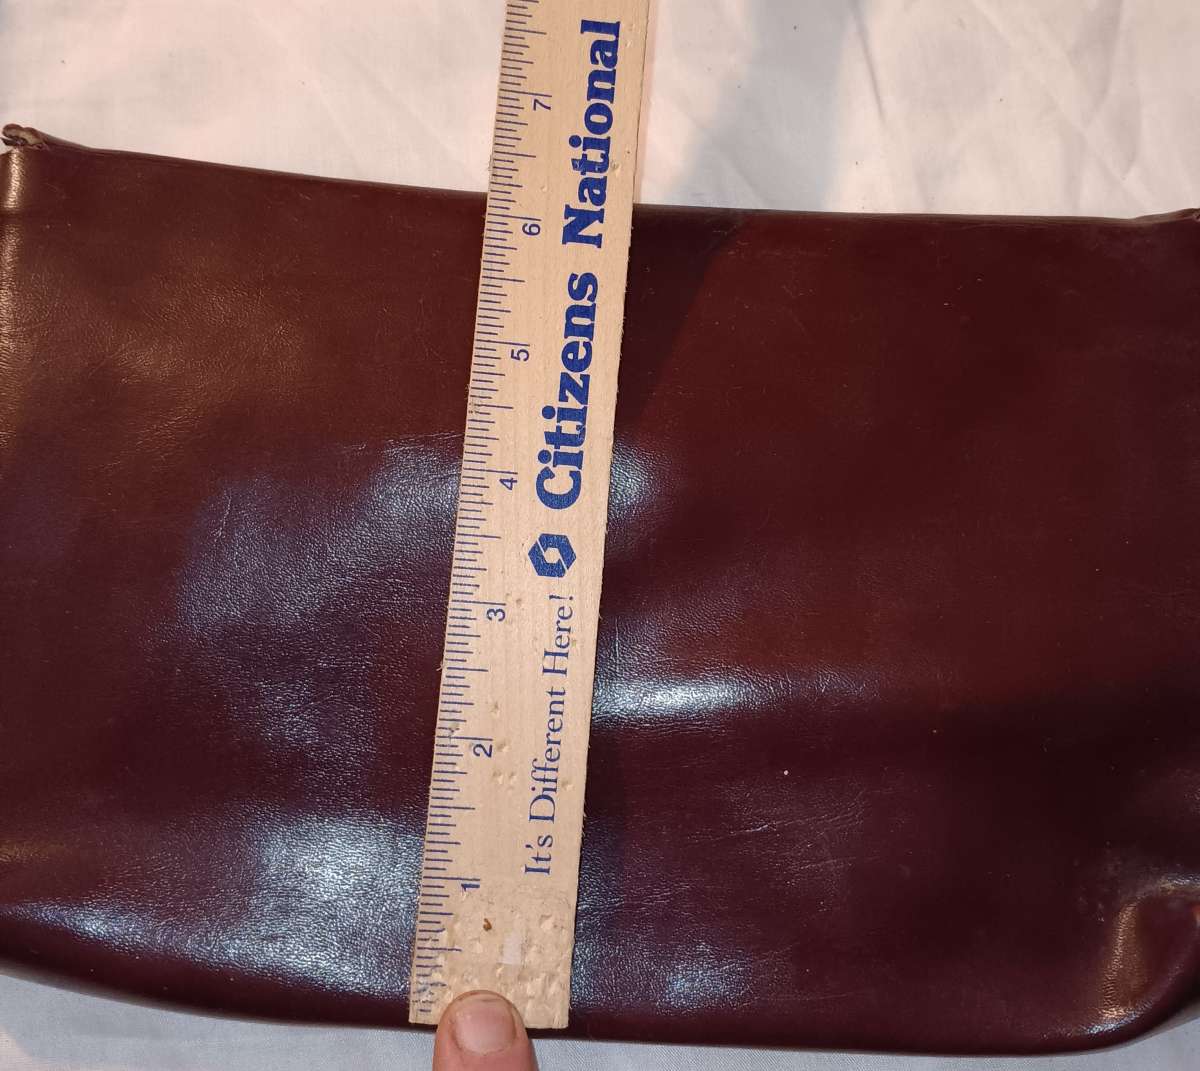 It's Different Here! Citizens National
1 2 3 4 5 6 7